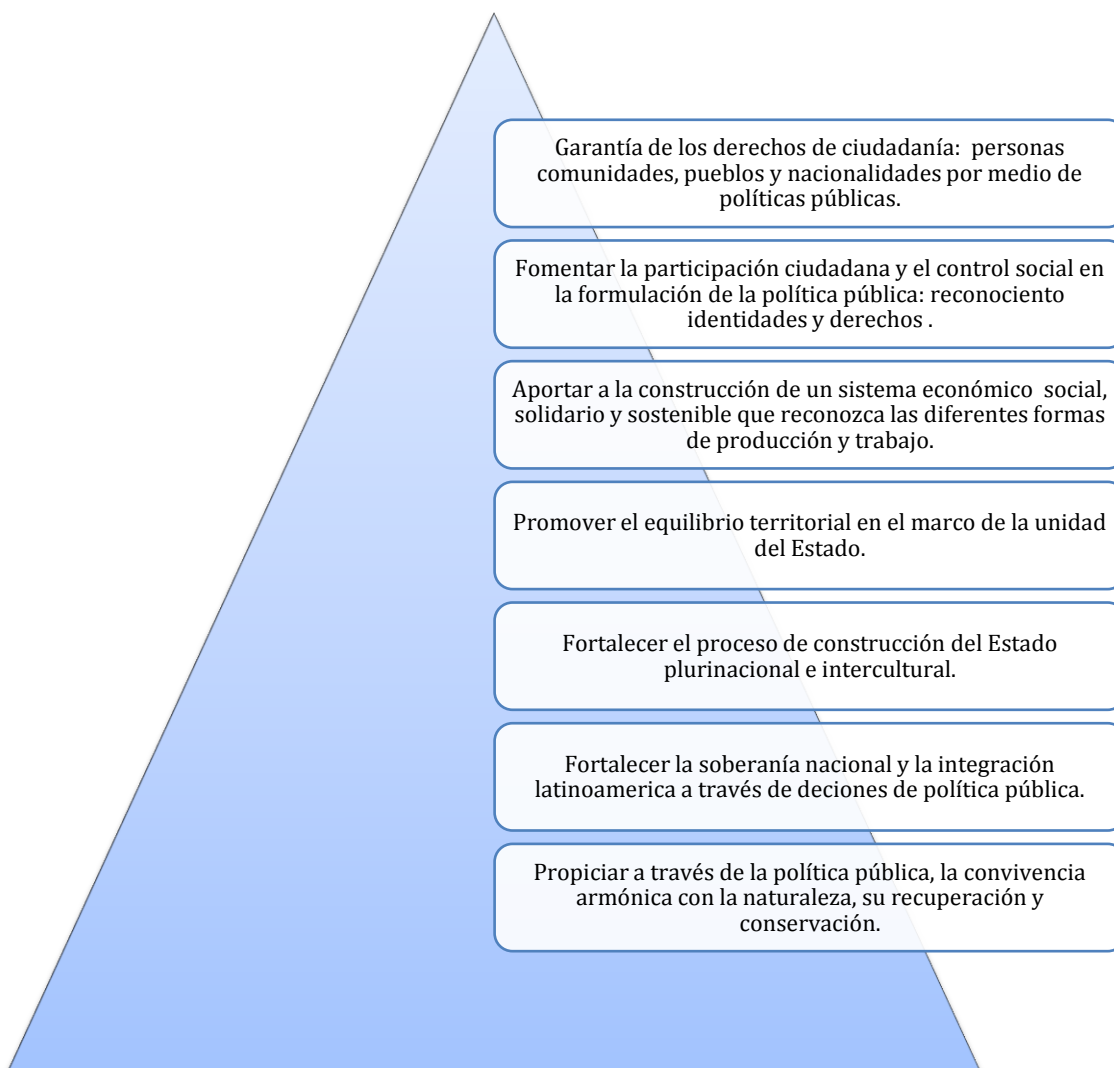 Garantía de los derechos de ciudadanía:  personas
comunidades, pueblos y nacionalidades por medio de
políticas públicas.
Fomentar la participación ciudadana y el control social en
la formulación de la política pública: reconociento
identidades y derechos .
Aportar a la construcción de un sistema económico  social,
solidario y sostenible que reconozca las diferentes formas
de producción y trabajo.
Promover el equilibrio territorial en el marco de la unidad
del Estado.
Fortalecer el proceso de construcción del Estado
plurinacional e intercultural.
Fortalecer la soberanía nacional y la integración
latinoamerica a través de deciones de política pública.
Propiciar a través de la política pública, la convivencia
armónica con la naturaleza, su recuperación y
conservación.